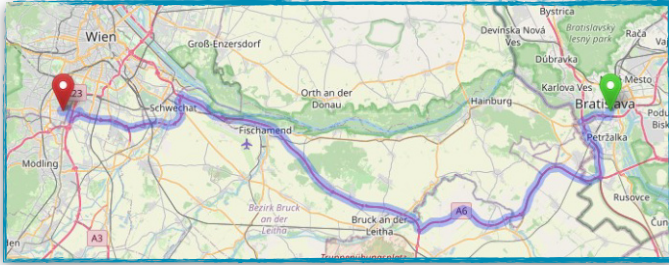 Bystrica
Wien
Groß-Enzersdorf
Devínska Nová
Ves
Bratislavský
lesný park
Rača
Dúbravka
Mesto
23
Orth an der
Donau
Karlova Ves
Schwechat
Hainburg
Bratislava
Fischamend
Petržalka
Mödling
Bezirk Bruck
an der
Leitha
Rusovce
A6
Bruck an der
Leitha
A3